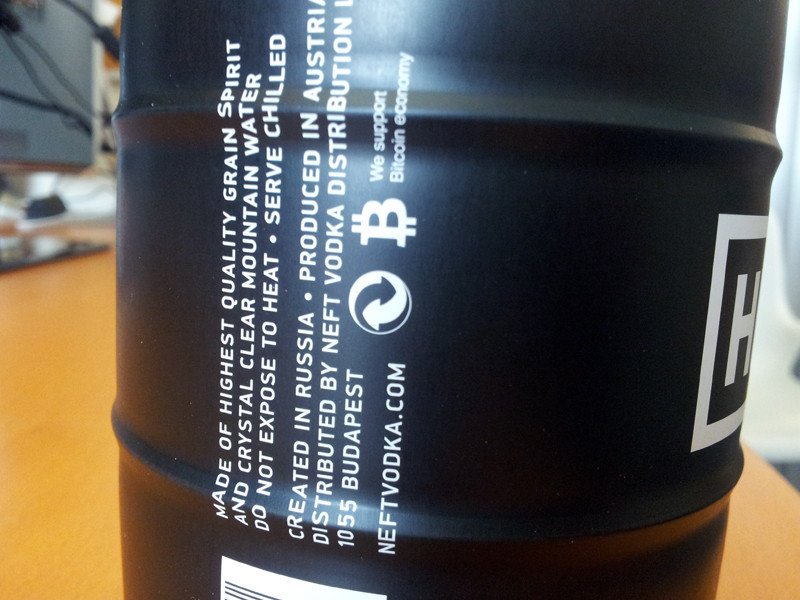 MADE OF HIGHEST QUALITY GRAIN SPIRIT
AND CRYSTAL CLEAR MOUNTAIN WATER
DO NOT EXPOSE TO HEAT • SERVE CHILLED
CREATED IN RUSSIA • PRODUCED IN AUSTRIA
DISTRIBUTED BY NEFT VODKA DISTRIBUTION
1055 BUDAPEST
We support
Bitcoin economy
NEFTVODKA.COM
H